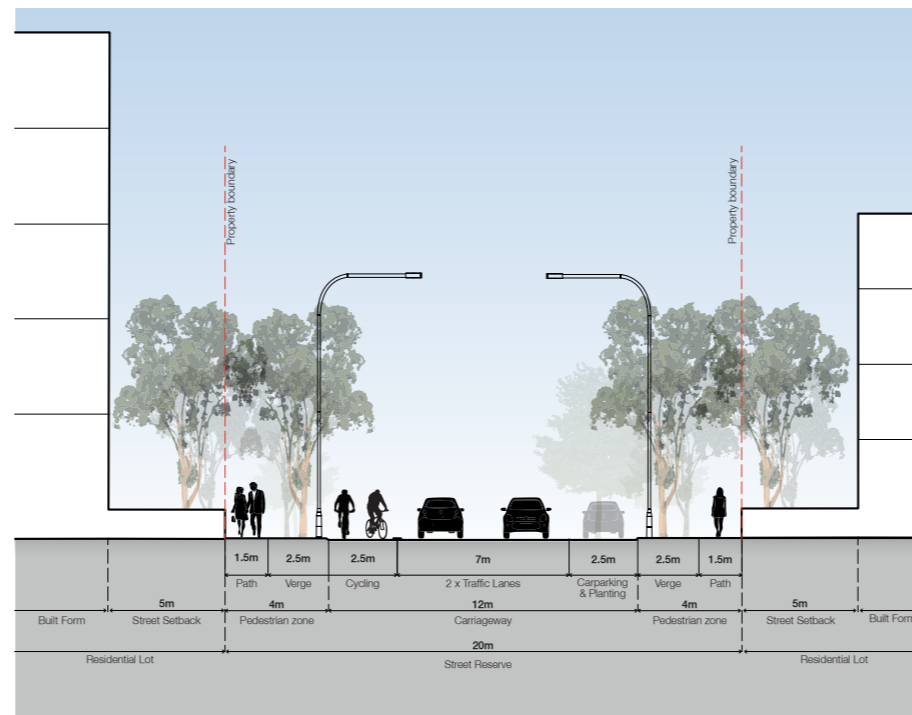 Property boundary
Property boundary
1.5m
2.5m
2.5m
7m
2.5m
2.5m
1.5m
Path
Verge
Cycling
2 x Traffic Lanes
Carparking
& Planting
Verge
Path
5m
4m
12m
4m
5m
Built Form
Street Setback
Pedestrian zone
Carriageway
Pedestrian zone
Street Setback
Built Form
20m
Residential Lot
Street Reserve
Residential Lot